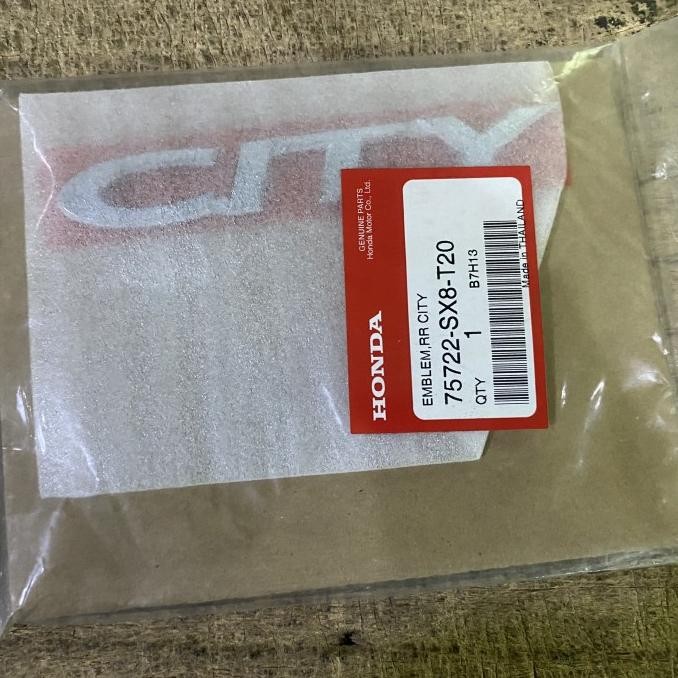 CITY
GENUINE PARTS
Honda Motor Co., Ltd.
HONDA
EMBLEM,RR CITY
75722-SX8-T20
QTY 1 B7H13
Made in THAILAND